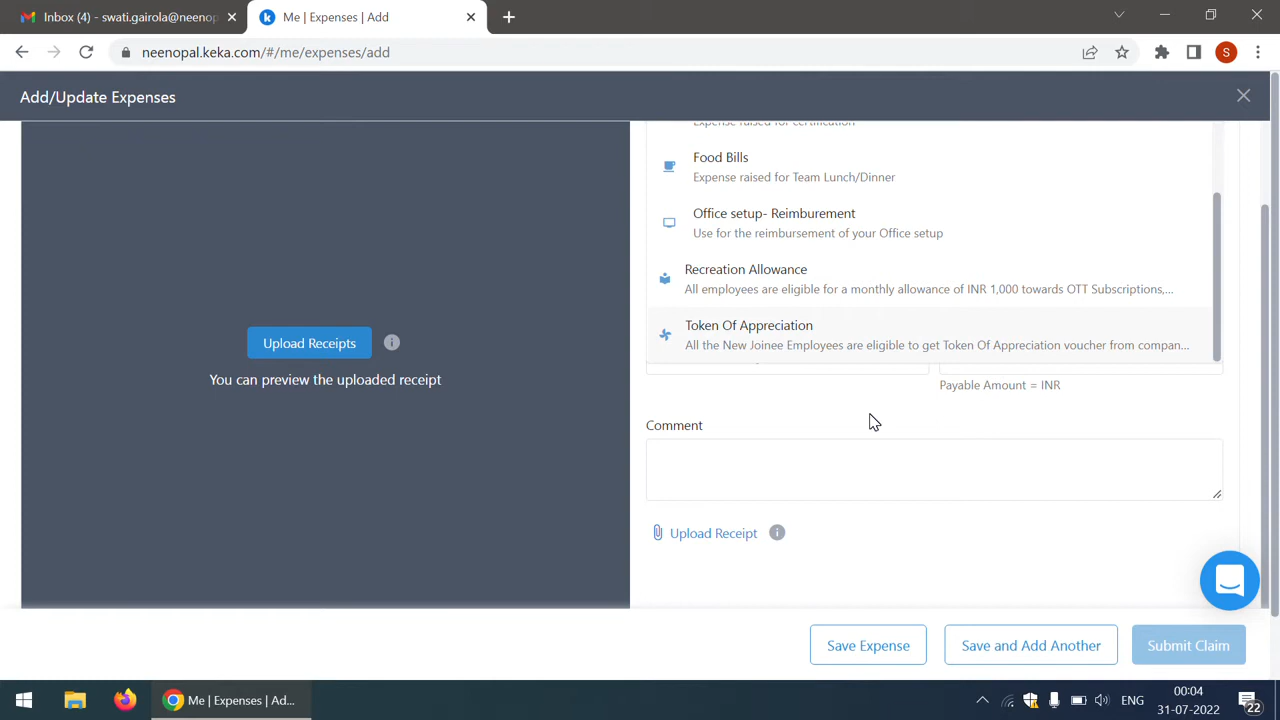 Inbox (4) - swati.gairola@neenop
Me | Expenses | Add
neenopal.keka.com/#/me/expenses/add
S
Add/Update Expenses
Expense raised for certification
Food Bills
Expense raised for Team Lunch/Dinner
Office setup- Reimburement
Use for the reimbursement of your Office setup
Recreation Allowance
All employees are eligible for a monthly allowance of INR 1,000 towards OTT Subscriptions,...
Token Of Appreciation
All the New Joinee Employees are eligible to get Token Of Appreciation voucher from compan...
Upload Receipts
You can preview the uploaded receipt
Payable Amount = INR
Comment
Upload Receipt
Save Expense
Save and Add Another
Submit Claim
Me | Expenses | Ad...
ENG
00:04
31-07-2022
22